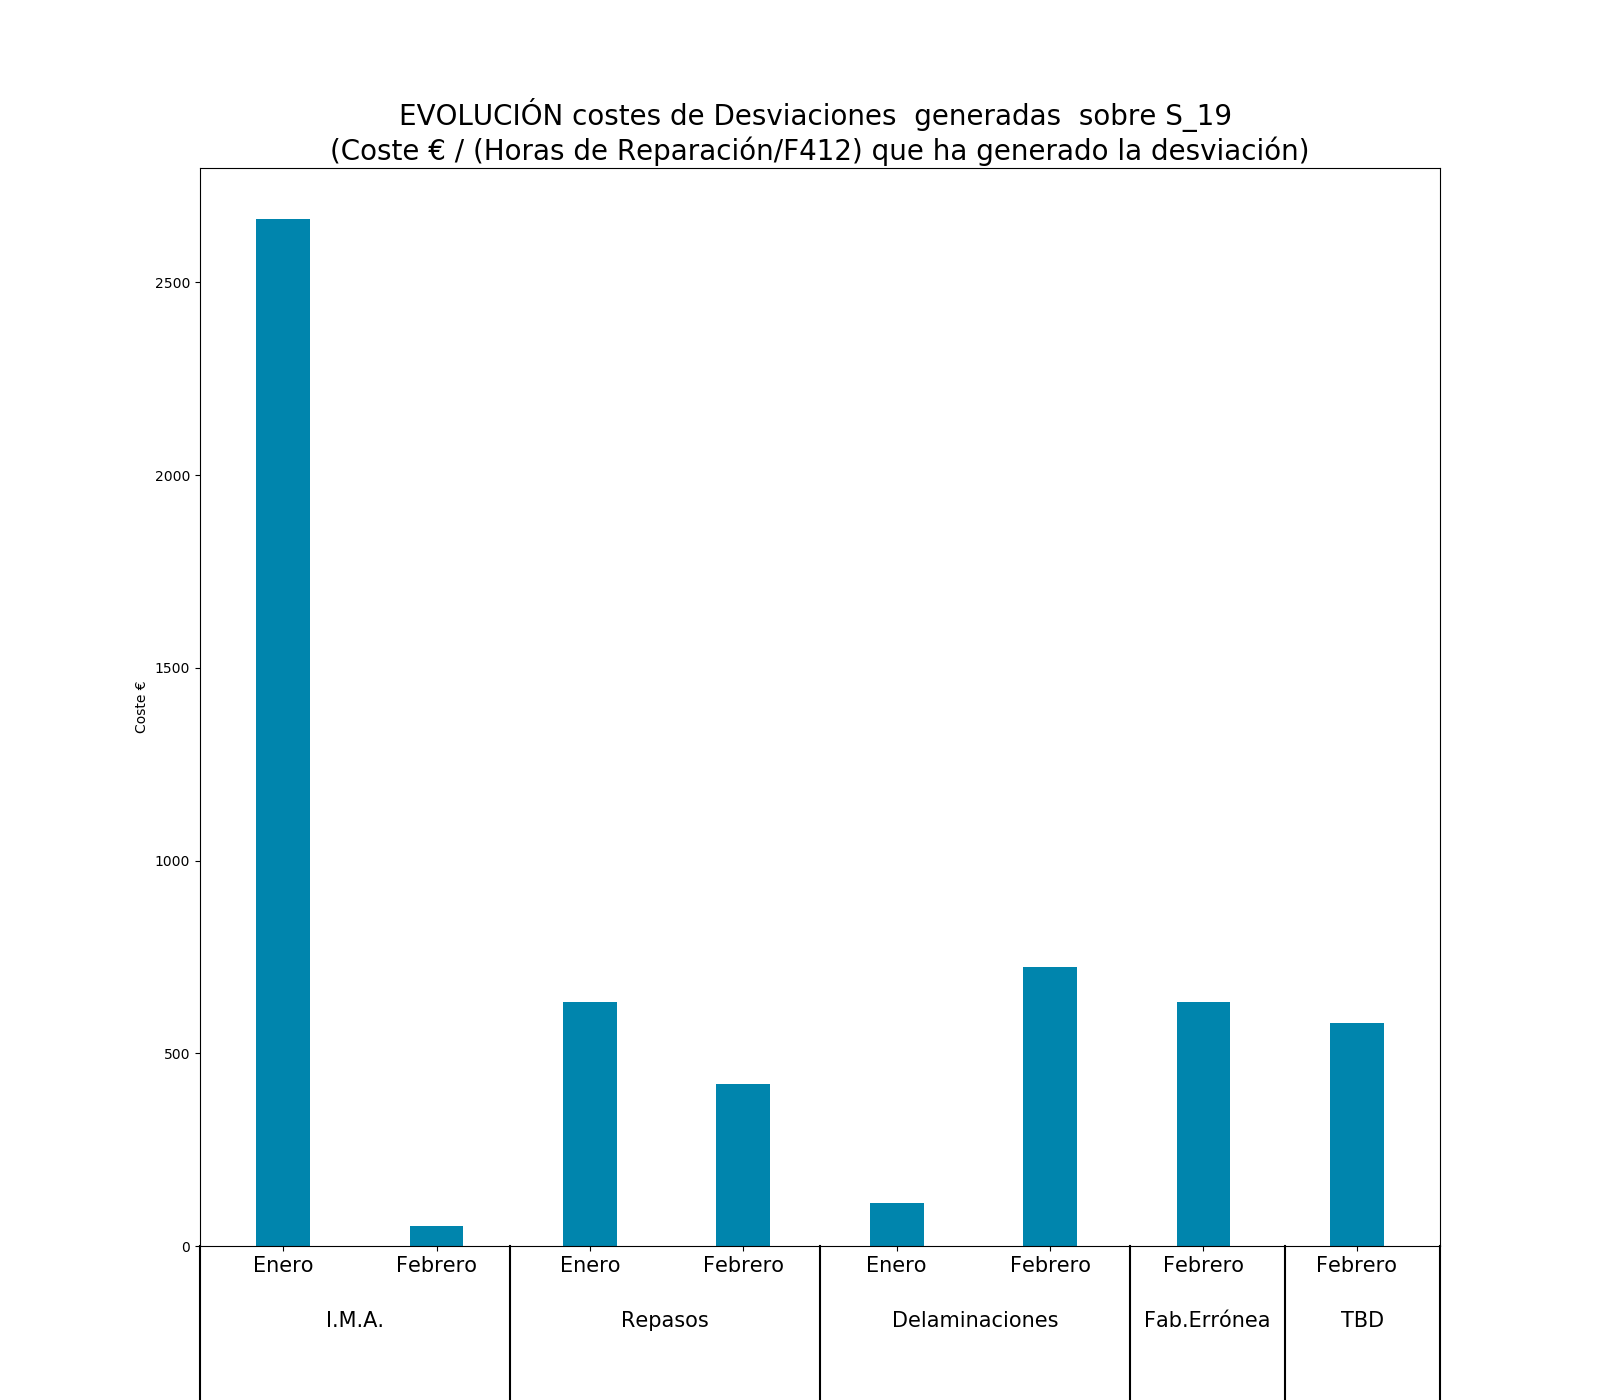 EVOLUCIÓN costes de Desviaciones  generadas  sobre S_19
(Coste € / (Horas de Reparación/F412) que ha generado la desviación)
2500
2000
1500
1000
500
0
Coste €
Enero Febrero Enero Febrero Enero Febrero Febrero Febrero
I.M.A. Repasos Delaminaciones Fab.Errónea TBD